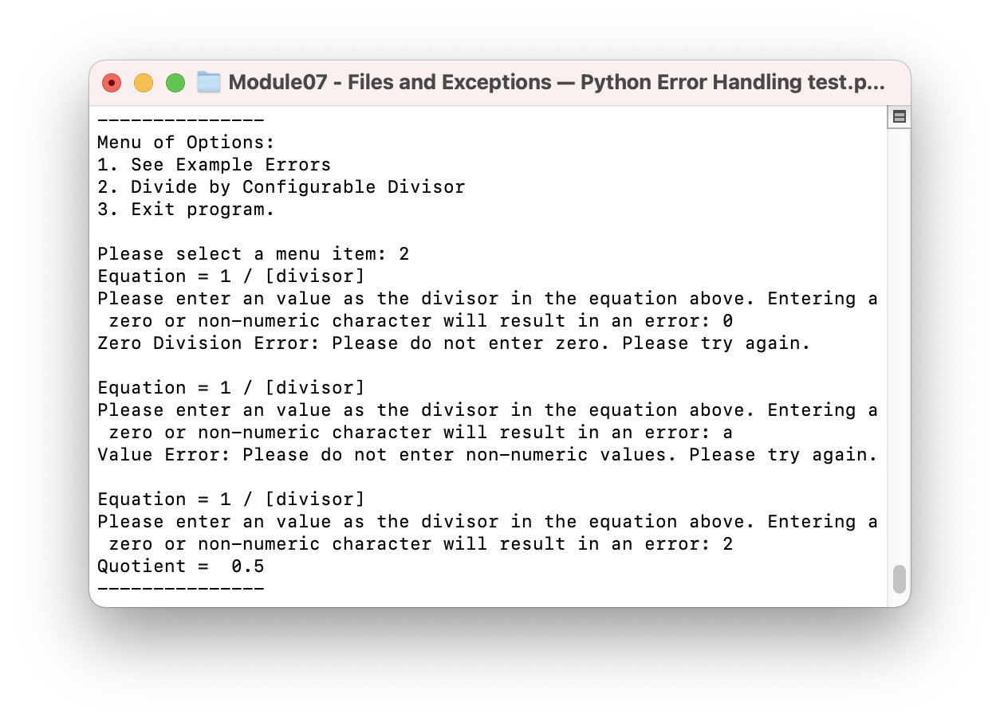 Module07 - Files and Exceptions — Python Error Handling test.p...
---------------
Menu of Options:
1. See Example Errors
2. Divide by Configurable Divisor
3. Exit program.
Please select a menu item: 2
Equation = 1 / [divisor]
Please enter an value as the divisor in the equation above. Entering a
 zero or non-numeric character will result in an error: 0
Zero Division Error: Please do not enter zero. Please try again.
Equation = 1 / [divisor]
Please enter an value as the divisor in the equation above. Entering a
 zero or non-numeric character will result in an error: a
Value Error: Please do not enter non-numeric values. Please try again.
Equation = 1 / [divisor]
Please enter an value as the divisor in the equation above. Entering a
 zero or non-numeric character will result in an error: 2
Quotient =  0.5
---------------